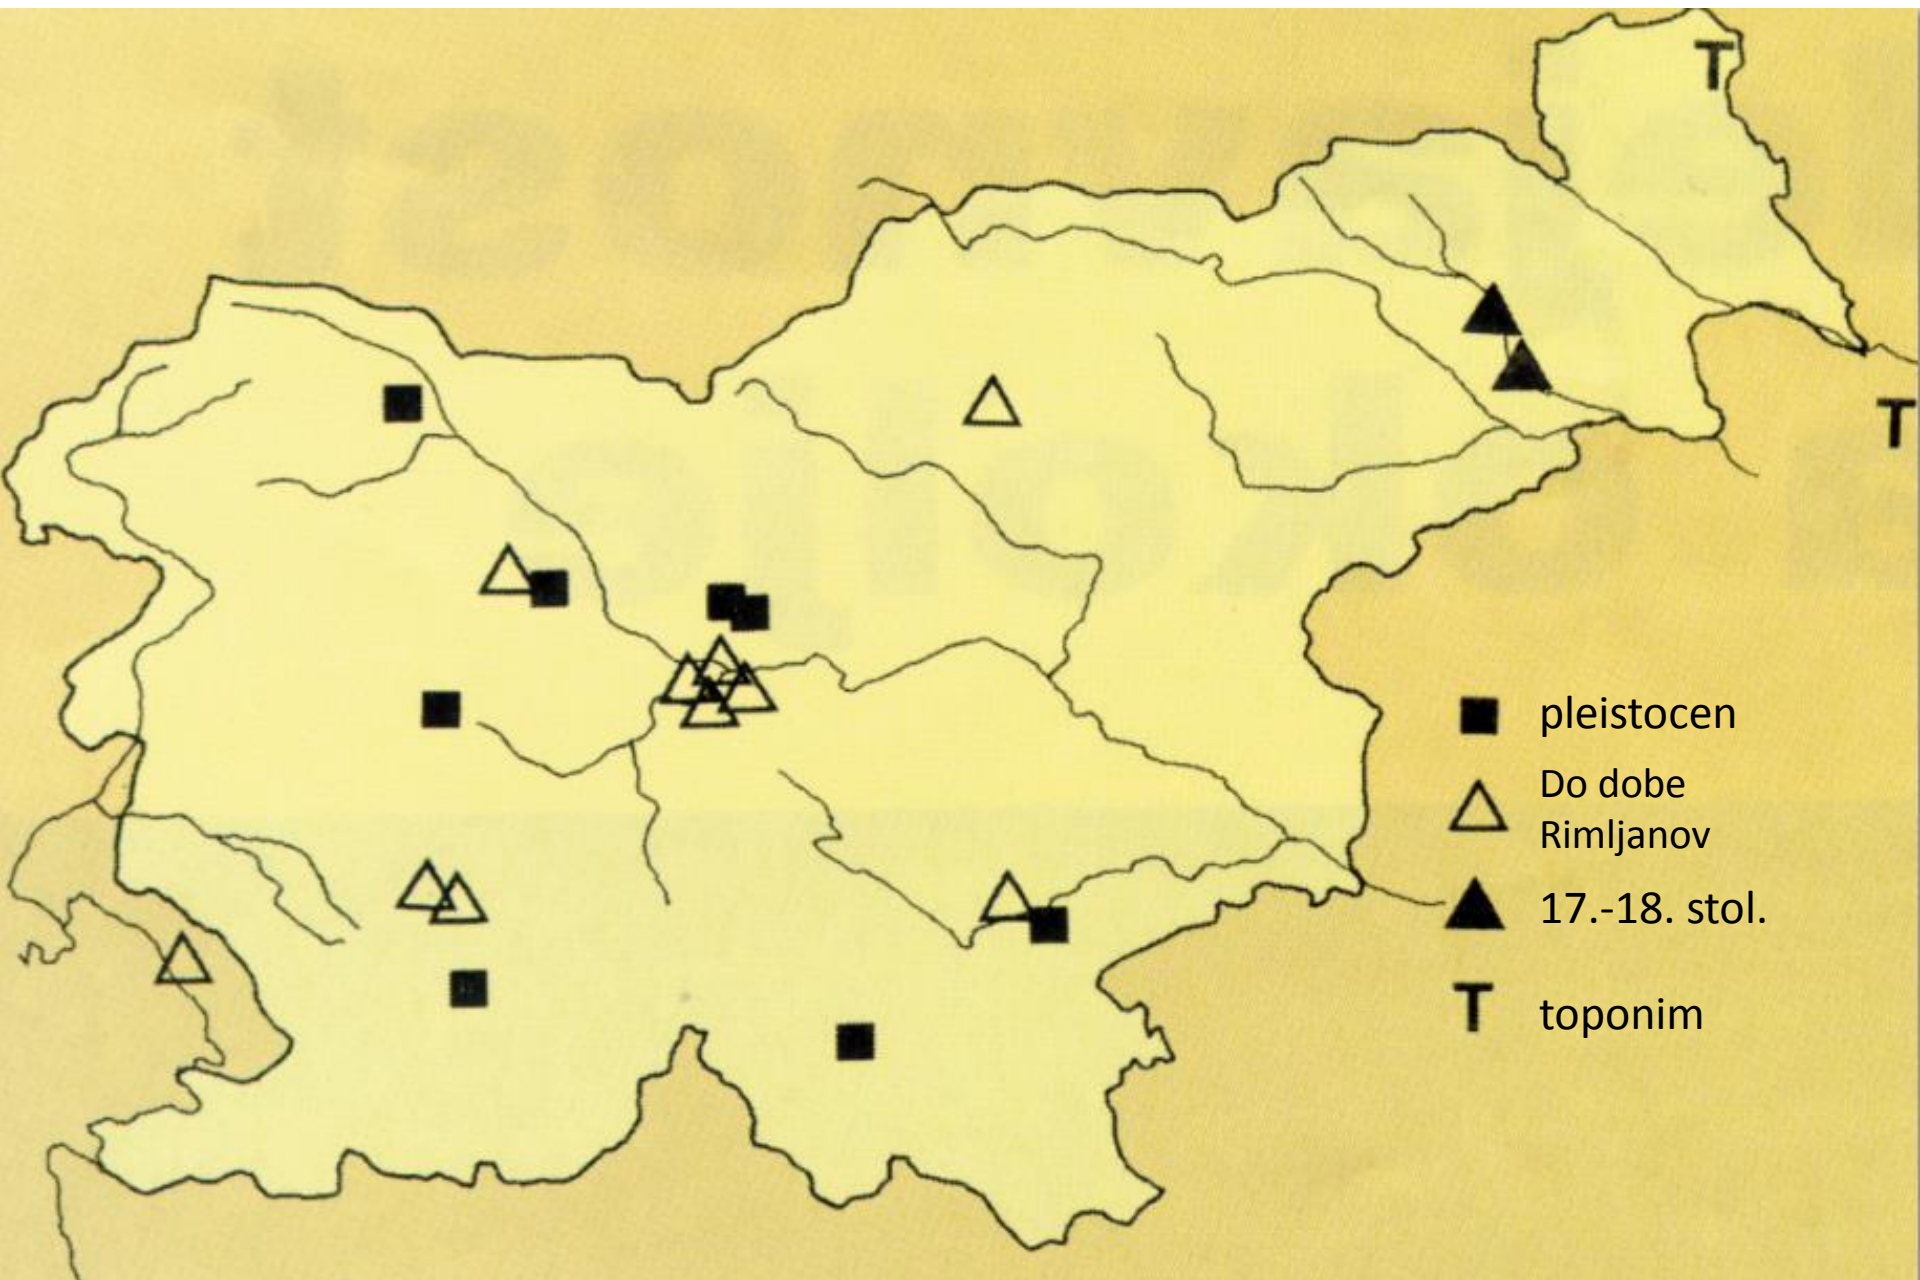 T
T
pleistocen
Do dobe
Rimljanov
17.-18. stol.
T toponim